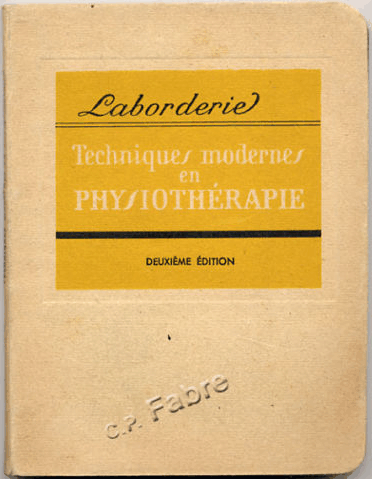 Laborderie
Techniques modernes
en
PHYSIOTHÉRAPIE
DEUXIÈME ÉDITION
C.P. Fabre